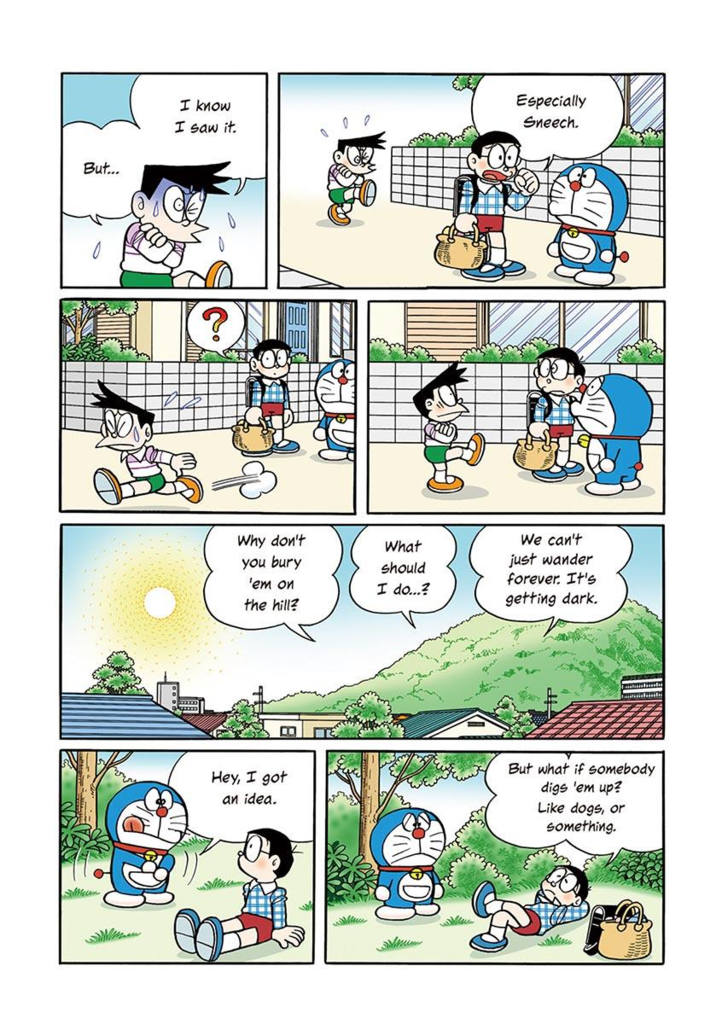 Especially
Sneech.
I know
I saw it.
But...
?
We can't
just wander
forever. It's
getting dark.
What
should
I do...?
Why don't
you bury
'em on
the hill?
But what if somebody
digs 'em up?
Like dogs, or
something.
Hey, I got
an idea.